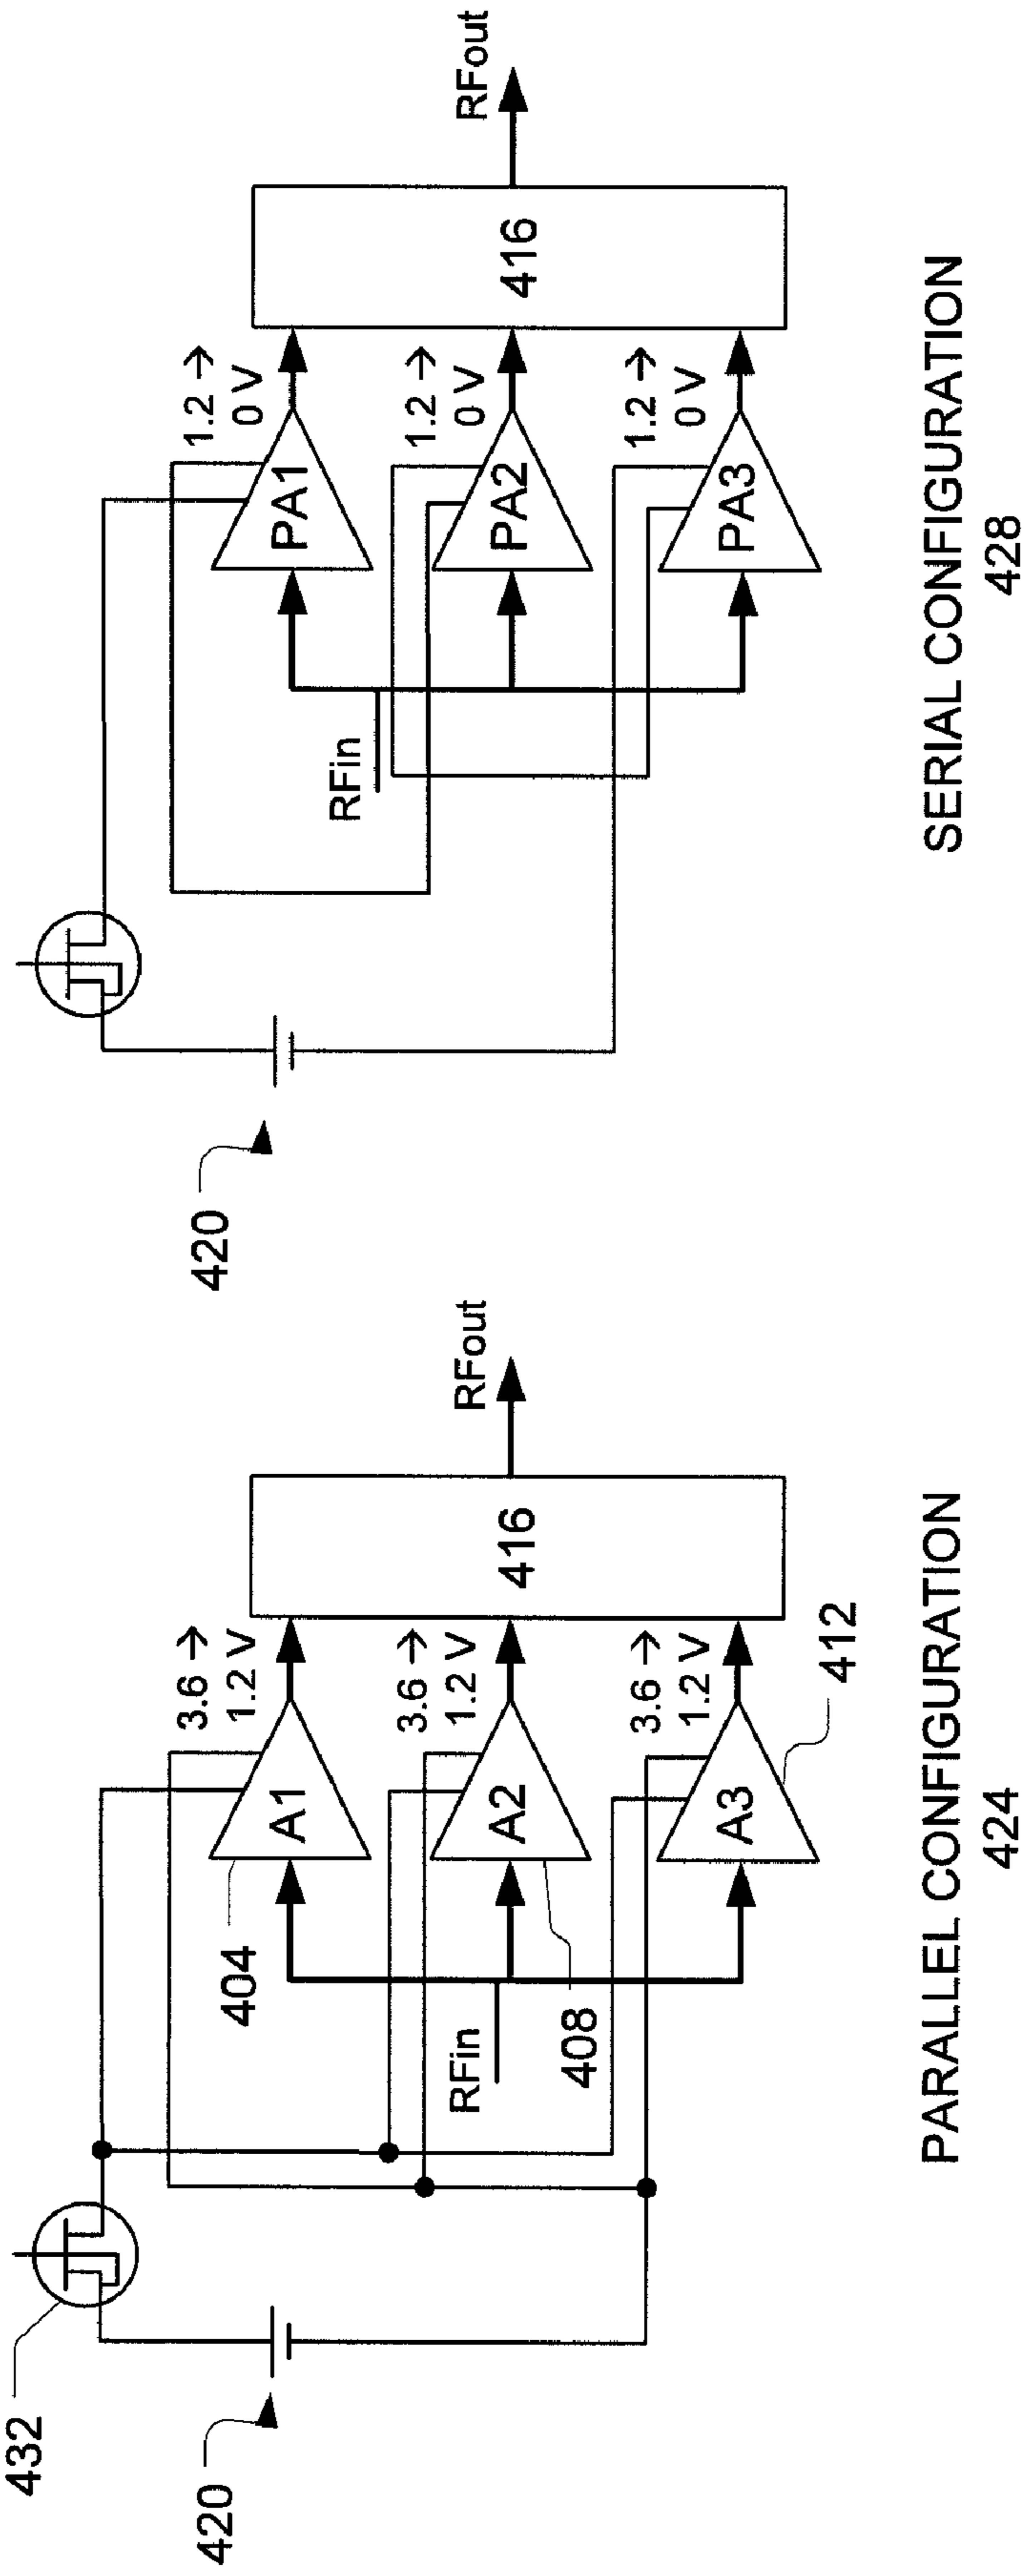 432
420
404
RFin
408
A1
A2
A3
3.6 →
1.2 V
3.6 →
1.2 V
3.6 →
1.2 V
412
416
RFout
PARALLEL CONFIGURATION
424
420
RFin
PA1
PA2
PA3
1.2 →
0 V
1.2 →
0 V
1.2 →
0 V
416
RFout
SERIAL CONFIGURATION
428